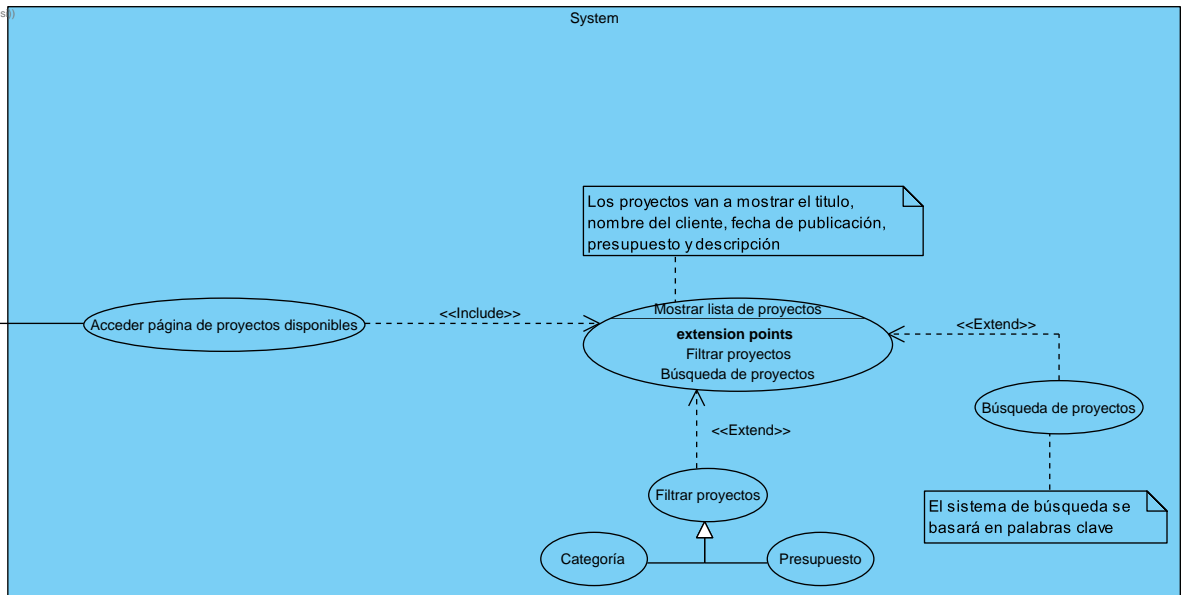 System
Los proyectos van a mostrar el titulo,
nombre del cliente, fecha de publicación,
presupuesto y descripción
Acceder página de proyectos disponibles
<<Include>>
Mostrar lista de proyectos
extension points
Filtrar proyectos
Búsqueda de proyectos
<<Extend>>
Búsqueda de proyectos
<<Extend>>
Filtrar proyectos
El sistema de búsqueda se
basará en palabras clave
Categoría
Presupuesto